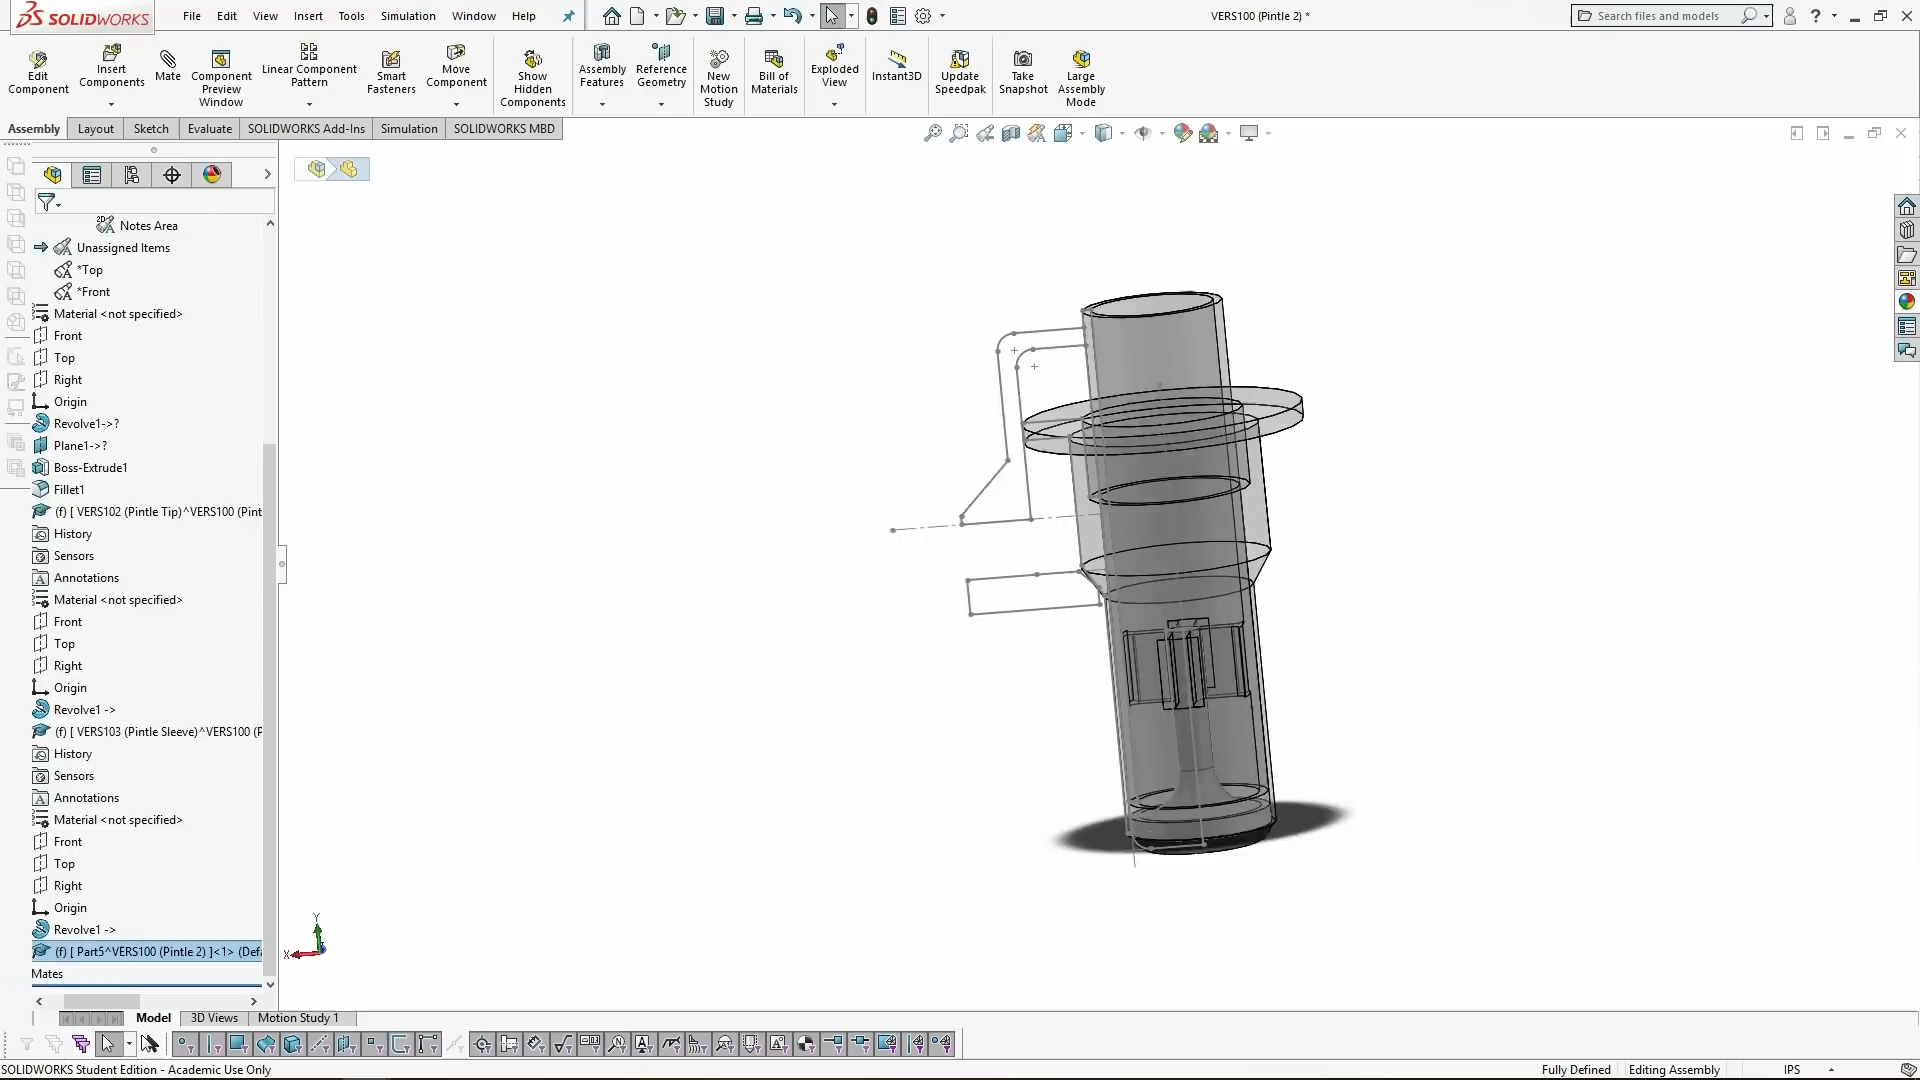 SOLIDWORKS
File Edit View Insert Tools Simulation Window Help
VERS100 (Pintle 2) *
Search files and models
Edit Component
Insert Components
Mate
Component Preview Window
Linear Component Pattern
Smart Fasteners
Move Component
Show Hidden Components
Assembly Features
Reference Geometry
New Motion Study
Bill of Materials
Exploded View
Instant3D
Update Speedpak
Take Snapshot
Large Assembly Mode
Assembly Layout Sketch Evaluate SOLIDWORKS Add-Ins Simulation SOLIDWORKS MBD
Notes Area
Unassigned Items
*Top
*Front
Material <not specified>
Front
Top
Right
Origin
Revolve1->?
Plane1->?
Boss-Extrude1
Fillet1
(f) [ VERS102 (Pintle Tip)^VERS100 (Pint
History
Sensors
Annotations
Material <not specified>
Front
Top
Right
Origin
Revolve1 ->
(f) [ VERS103 (Pintle Sleeve)^VERS100 (P
History
Sensors
Annotations
Material <not specified>
Front
Top
Right
Origin
Revolve1 ->
(f) [ Part5^VERS100 (Pintle 2) ]<1> (Defa
Mates
Y
X
Model 3D Views Motion Study 1
SOLIDWORKS Student Edition - Academic Use Only
Fully Defined Editing Assembly IPS